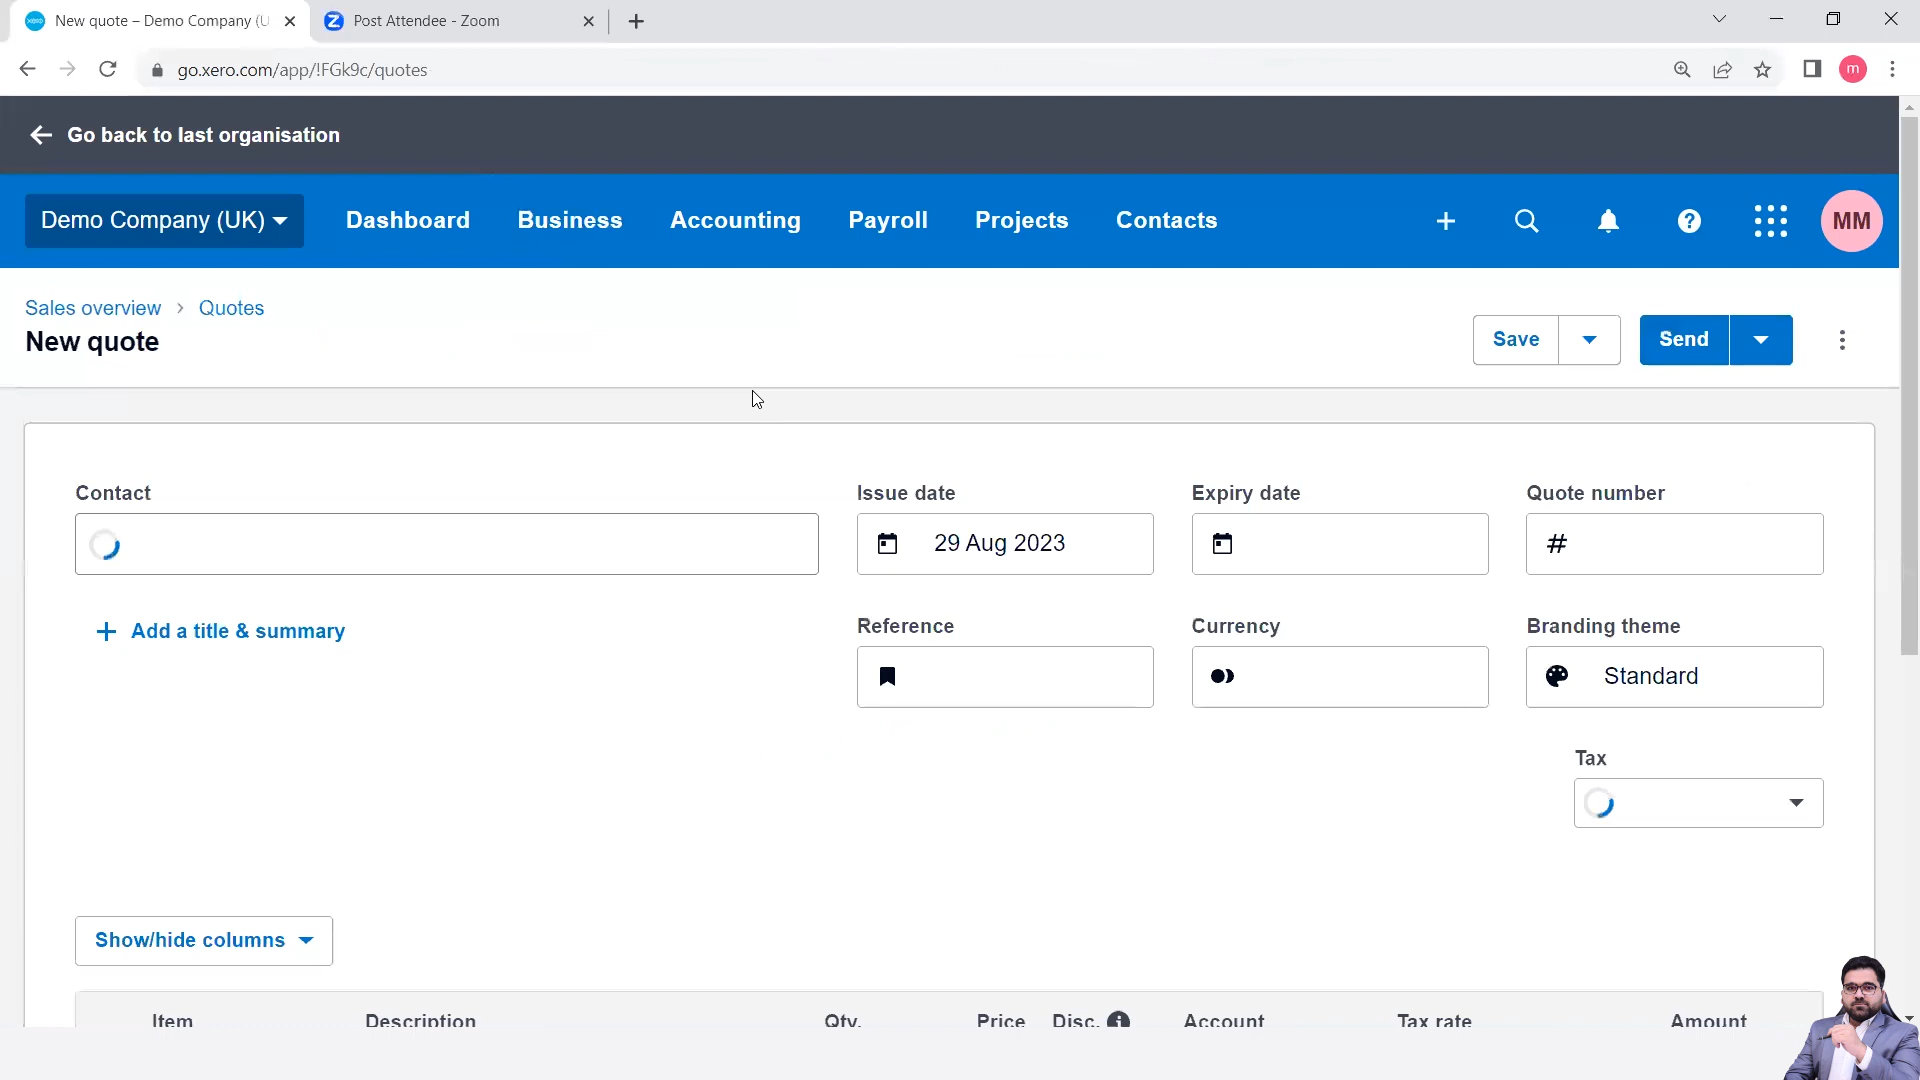 New quote – Demo Company (U
Post Attendee - Zoom
go.xero.com/app/!FGk9c/quotes
m
Go back to last organisation
Demo Company (UK)
Dashboard
Business
Accounting
Payroll
Projects
Contacts
MM
Sales overview > Quotes
New quote
Save
Send
Contact
Issue date
Expiry date
Quote number
29 Aug 2023
#
Add a title & summary
Reference
Currency
Branding theme
Standard
Tax
Show/hide columns
Item
Description
Qty.
Price
Disc.
Account
Tax rate
Amount